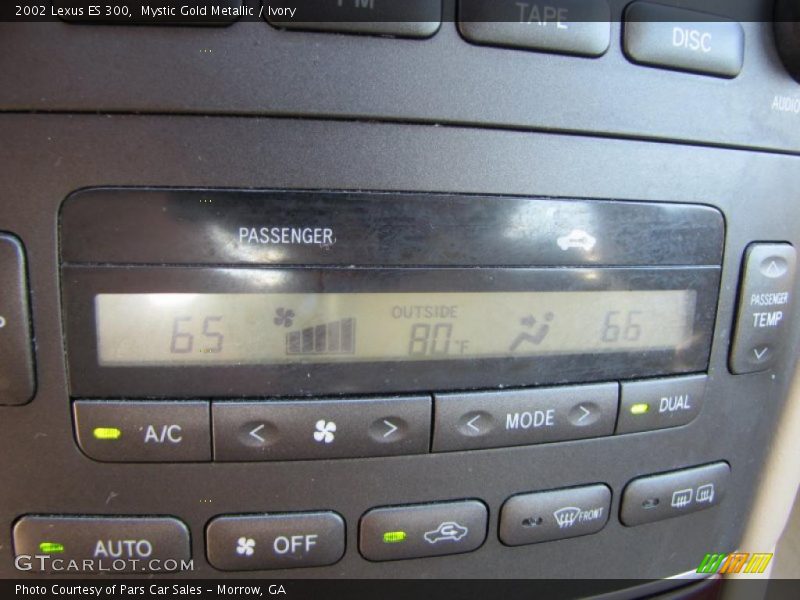 2002 Lexus ES 300,  Mystic Gold Metallic / Ivory
TAPE
DISC
AUDIO
PASSENGER
65
OUTSIDE
80°F
66
PASSENGER
TEMP
A/C
MODE
DUAL
AUTO
OFF
FRONT
GTCARLOT.COM
Photo Courtesy of Pars Car Sales – Morrow, GA